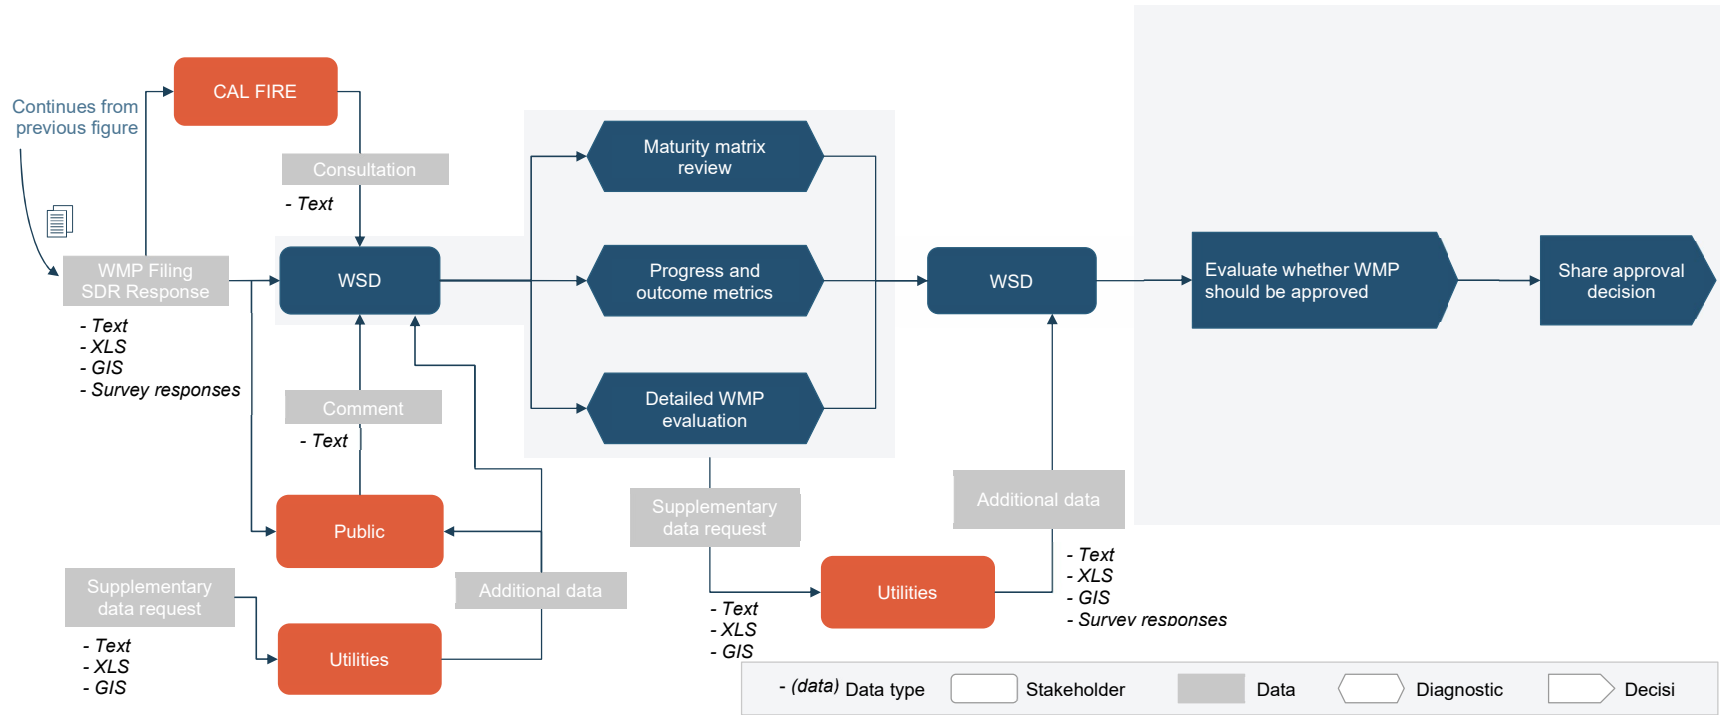 Continues from
previous figure
CAL FIRE
Consultation
- Text
WMP Filing
SDR Response
- Text
- XLS
- GIS
- Survey responses
WSD
Comment
- Text
Public
Supplementary
data request
- Text
- XLS
- GIS
Utilities
Additional data
Maturity matrix
review
Progress and
outcome metrics
Detailed WMP
evaluation
Supplementary
data request
- Text
- XLS
- GIS
Utilities
Additional data
- Text
- XLS
- GIS
- Survey responses
WSD
Evaluate whether WMP
should be approved
Share approval
decision
- (data) Data type
Stakeholder
Data
Diagnostic
Decisi